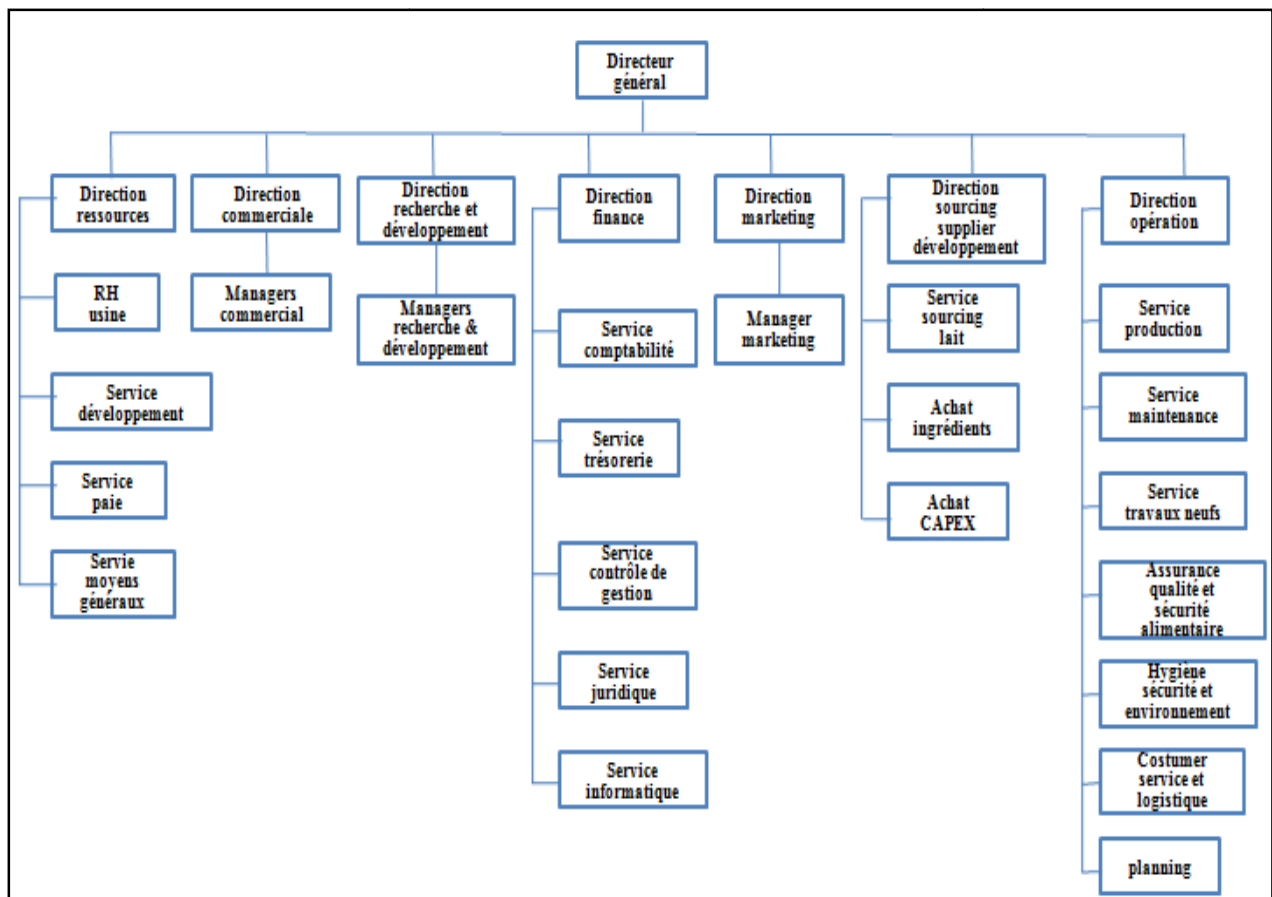 Directeur
général
Direction
ressources
Direction
commerciale
Direction
recherche et
développement
Direction
finance
Direction
marketing
Direction
sourcing
supplier
développement
Direction
opération
RH
usine
Service
développement
Service
paie
Servie
moyens
généraux
Managers
commercial
Managers
recherche &
développement
Service
comptabilité
Service
trésorerie
Service
contrôle de
gestion
Service
juridique
Service
informatique
Manager
marketing
Service
sourcing
lait
Achat
ingrédients
Achat
CAPEX
Service
production
Service
maintenance
Service
travaux neufs
Assurance
qualité et
sécurité
alimentaire
Hygiène
sécurité et
environnement
Costumer
service et
logistique
planning